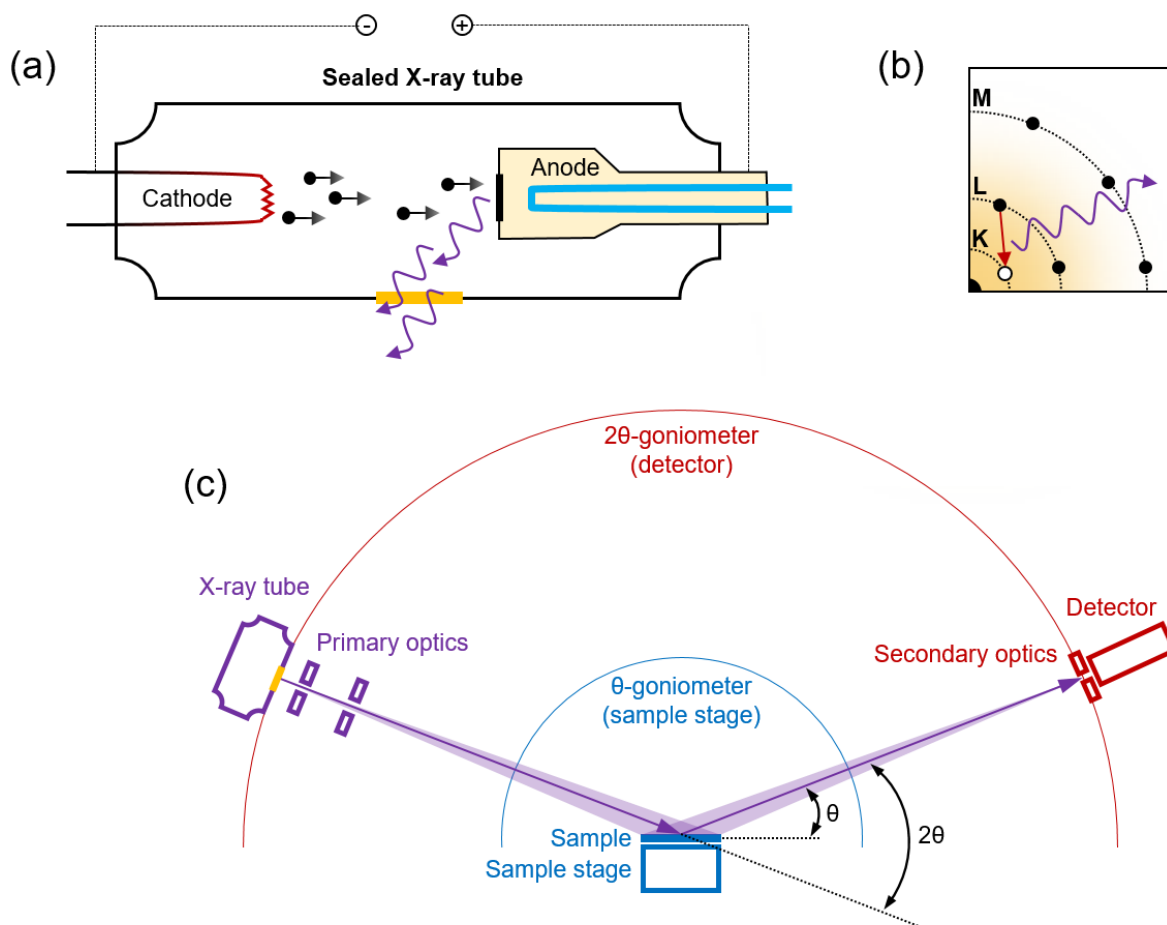 (a)
- +
Sealed X-ray tube
Cathode
Anode
(b)
M
L
K
(c)
2θ-goniometer
(detector)
X-ray tube
Primary optics
θ-goniometer
(sample stage)
Detector
Secondary optics
θ
2θ
Sample
Sample stage